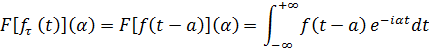 F[f_τ (t)](α) = F[f(t − a)](α) = ∫_{−∞}^{+∞} f(t − a) e^{−iαt} dt